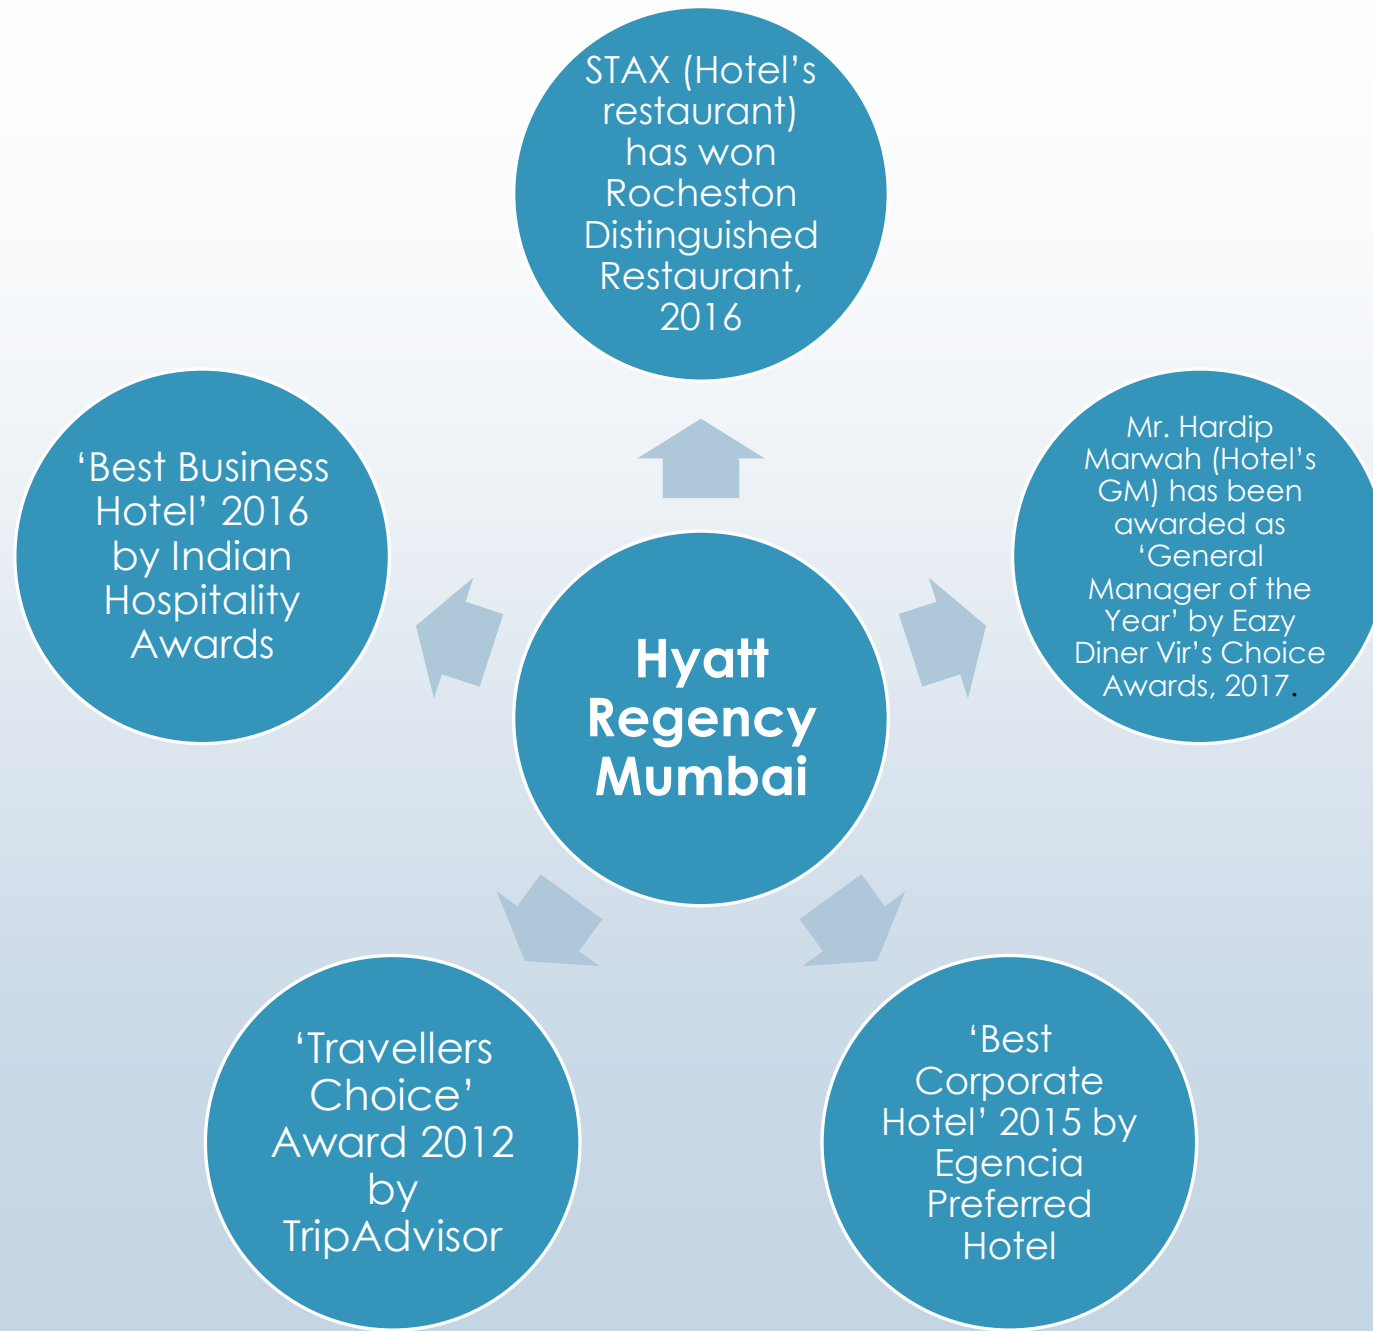 STAX (Hotel’s
restaurant)
has won
Rocheston
Distinguished
Restaurant,
2016
Mr. Hardip
Marwah (Hotel’s
GM) has been
awarded as
‘General
Manager of the
Year’ by Eazy
Diner Vir’s Choice
Awards, 2017.
‘Best Business
Hotel’ 2016
by Indian
Hospitality
Awards
Hyatt
Regency
Mumbai
‘Travellers
Choice’
Award 2012
by
TripAdvisor
‘Best
Corporate
Hotel’ 2015 by
Egencia
Preferred
Hotel